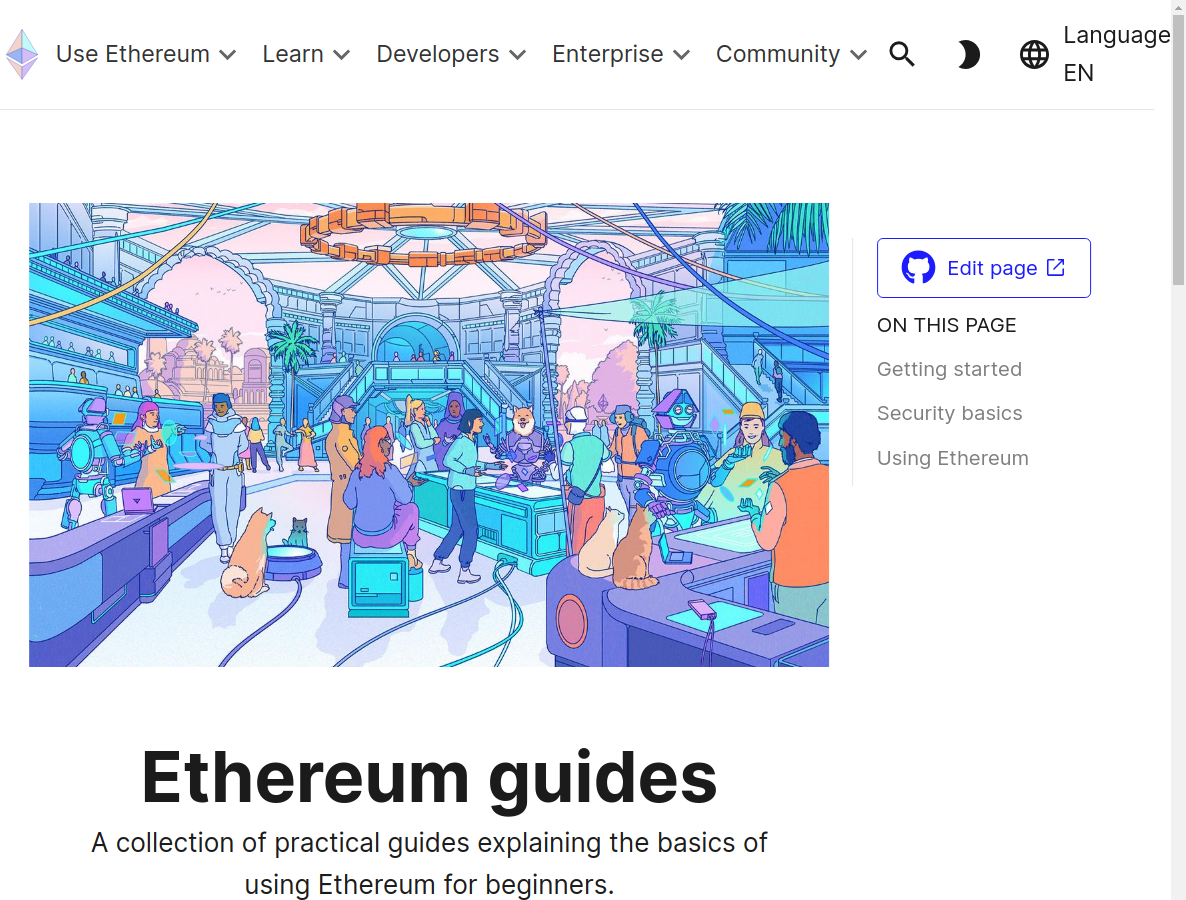 Use Ethereum
Learn
Developers
Enterprise
Community
Language
EN
Edit page
ON THIS PAGE
Getting started
Security basics
Using Ethereum
Ethereum guides
A collection of practical guides explaining the basics of
using Ethereum for beginners.